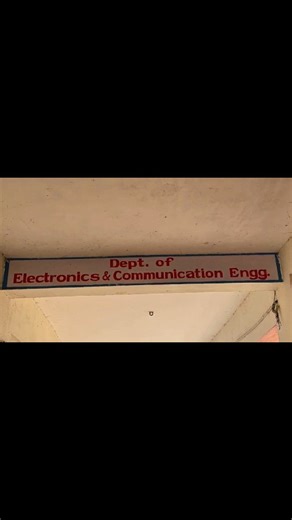 Dept. of
Electronics & Communication Engg.